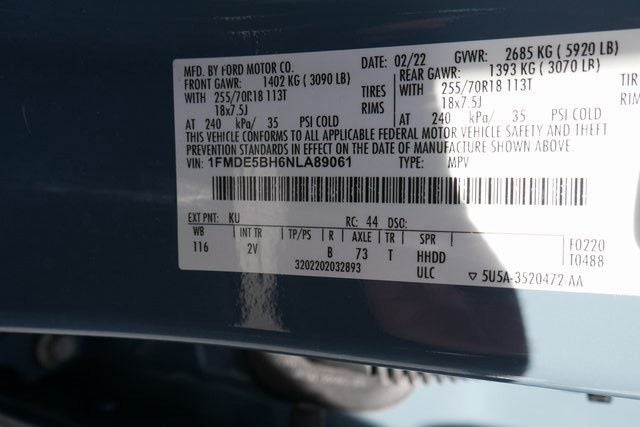 MFD. BY FORD MOTOR CO. DATE: 02/22 GVWR: 2685 KG ( 5920 LB)
FRONT GAWR: 1402 KG ( 3090 LB) REAR GAWR: 1393 KG ( 3070 LB)
WITH 255/70R18 113T TIRES WITH 255/70R18 113T TIR
18x7.5J RIMS 18x7.5J RIM
AT 240 kPa/ 35 PSI COLD AT 240 kPa/ 35 PSI COLD
THIS VEHICLE CONFORMS TO ALL APPLICABLE FEDERAL MOTOR VEHICLE SAFETY AND THEFT
PREVENTION STANDARDS IN EFFECT ON THE DATE OF MANUFACTURE SHOWN ABOVE.
VIN: 1FMDE5BH6NLA89061 TYPE: MPV
EXT PNT: KU RC: 44 DSO:
WB INT TR TP/PS R AXLE TR SPR F0220
116 2V B 73 T HHDD T0488
3202202032893 ULC ▽ 5U5A-3520472-AA